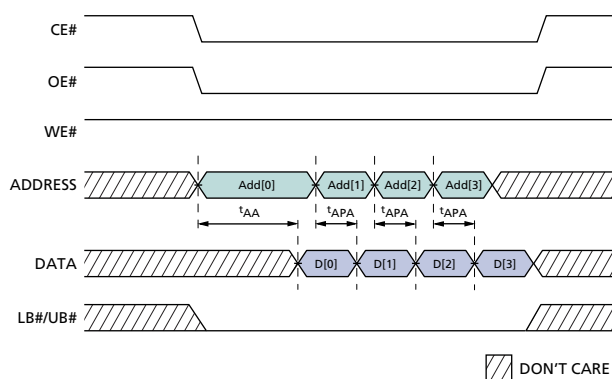 CE#
OE#
WE#
ADDRESS
Add[0] Add[1] Add[2] Add[3]
tAA tAPA tAPA tAPA
DATA
D[0] D[1] D[2] D[3]
LB#/UB#
DON'T CARE